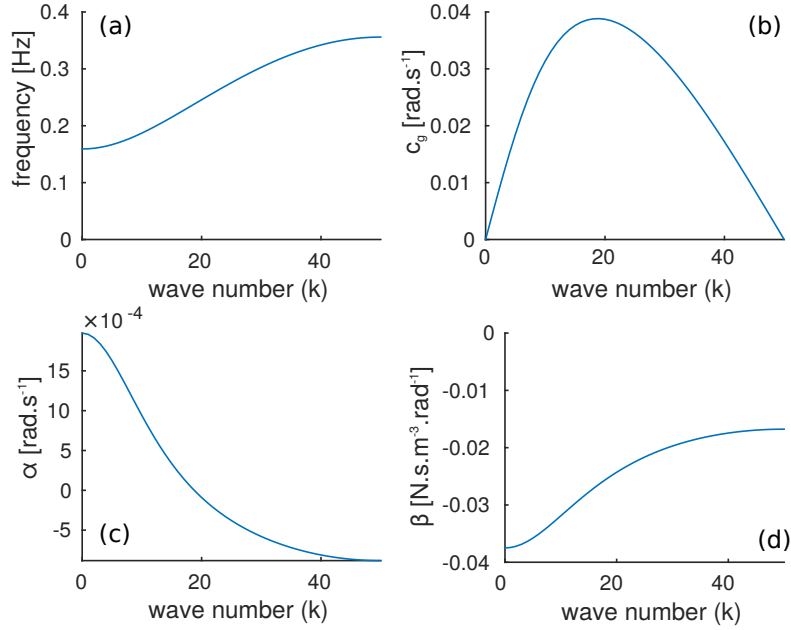 (a)
frequency [Hz]
0.4
0.3
0.2
0.1
0
0 20 40
wave number (k)
(b)
c_g [rad.s⁻¹]
0.04
0.03
0.02
0.01
0
0 20 40
wave number (k)
×10⁻⁴
α [rad.s⁻¹]
15
10
5
0
-5
(c)
0 20 40
wave number (k)
β [N.s.m⁻³.rad⁻¹]
0
-0.01
-0.02
-0.03
-0.04
(d)
0 20 40
wave number (k)